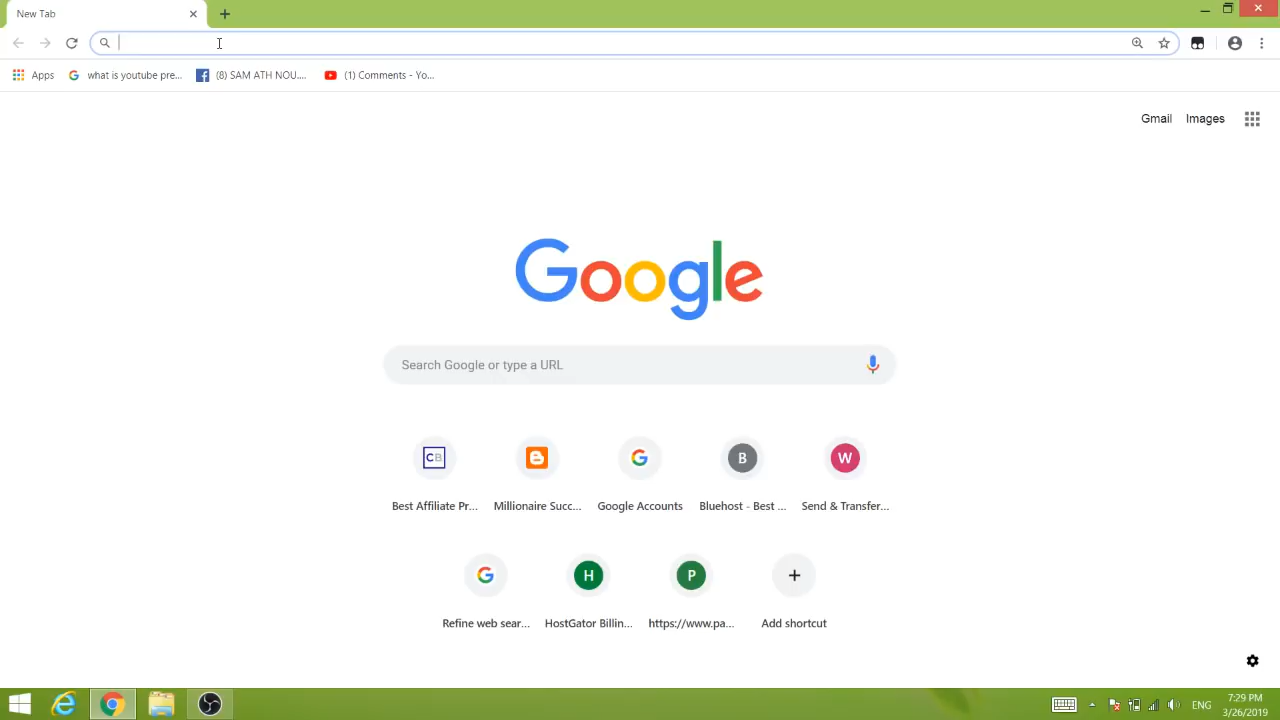 New Tab
Apps
what is youtube pre...
(8) SAM ATH NOU....
(1) Comments - Yo...
Gmail
Images
Google
Search Google or type a URL
CB
B
W
Best Affiliate Pr...
Millionaire Succ...
Google Accounts
Bluehost - Best ...
Send & Transfer...
H
P
Refine web sear...
HostGator Billin...
https://www.pa...
Add shortcut
ENG
7:29 PM
3/26/2019